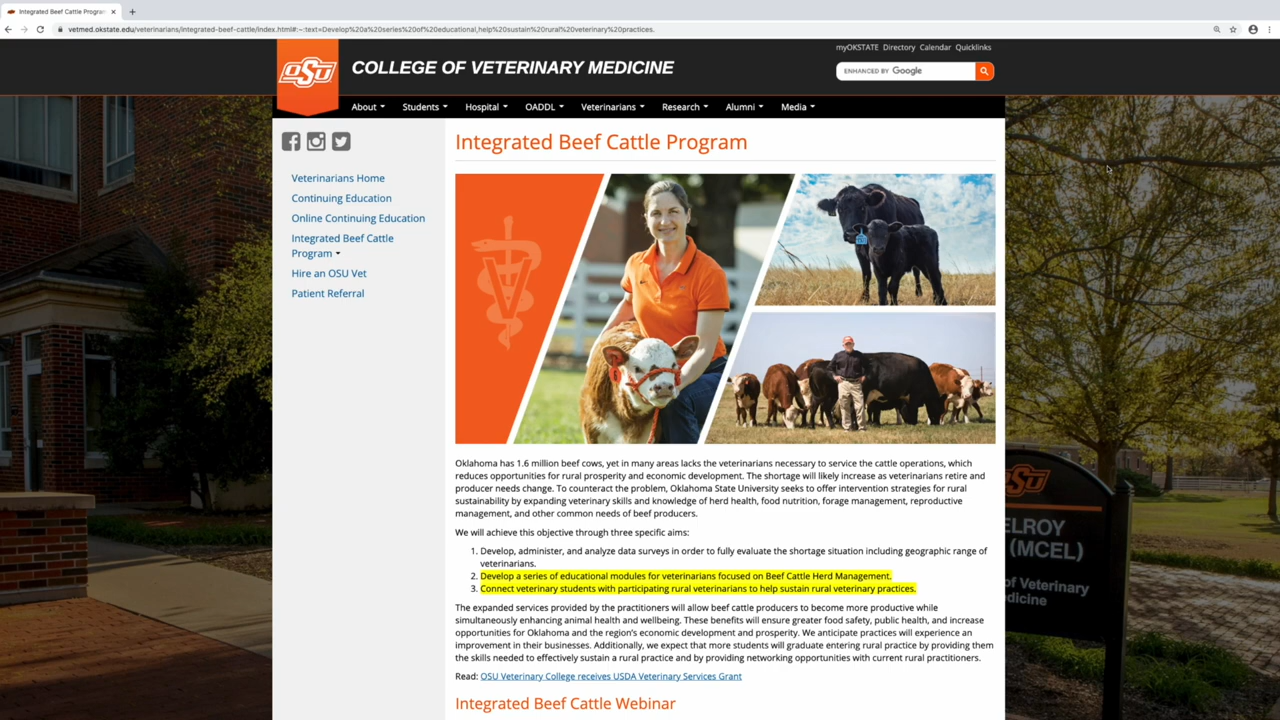 Integrated Beef Cattle Program
vetmed.okstate.edu/veterinarians/integrated-beef-cattle/index.html#:~:text=Develop%20a%20series%20of%20educational,help%20sustain%20rural%20veterinary%20practices.
myOKSTATE Directory Calendar Quicklinks
OSU
COLLEGE OF VETERINARY MEDICINE
ENHANCED BY Google
About Students Hospital OADDL Veterinarians Research Alumni Media
Veterinarians Home
Continuing Education
Online Continuing Education
Integrated Beef Cattle
Program
Hire an OSU Vet
Patient Referral
Integrated Beef Cattle Program
Oklahoma has 1.6 million beef cows, yet in many areas lacks the veterinarians necessary to service the cattle operations, which
reduces opportunities for rural prosperity and economic development. The shortage will likely increase as veterinarians retire and
producer needs change. To counteract the problem, Oklahoma State University seeks to offer intervention strategies for rural
sustainability by expanding veterinary skills and knowledge of herd health, food nutrition, forage management, reproductive
management, and other common needs of beef producers.
We will achieve this objective through three specific aims:
1. Develop, administer, and analyze data surveys in order to fully evaluate the shortage situation including geographic range of
veterinarians.
2. Develop a series of educational modules for veterinarians focused on Beef Cattle Herd Management.
3. Connect veterinary students with participating rural veterinarians to help sustain rural veterinary practices.
The expanded services provided by the practitioners will allow beef cattle producers to become more productive while
simultaneously enhancing animal health and wellbeing. These benefits will ensure greater food safety, public health, and increase
opportunities for Oklahoma and the region's economic development and prosperity. We anticipate practices will experience an
improvement in their businesses. Additionally, we expect that more students will graduate entering rural practice by providing them
the skills needed to effectively sustain a rural practice and by providing networking opportunities with current rural practitioners.
Read: OSU Veterinary College receives USDA Veterinary Services Grant
Integrated Beef Cattle Webinar
ELROY
(MCEL)
of Veterinary
edicine